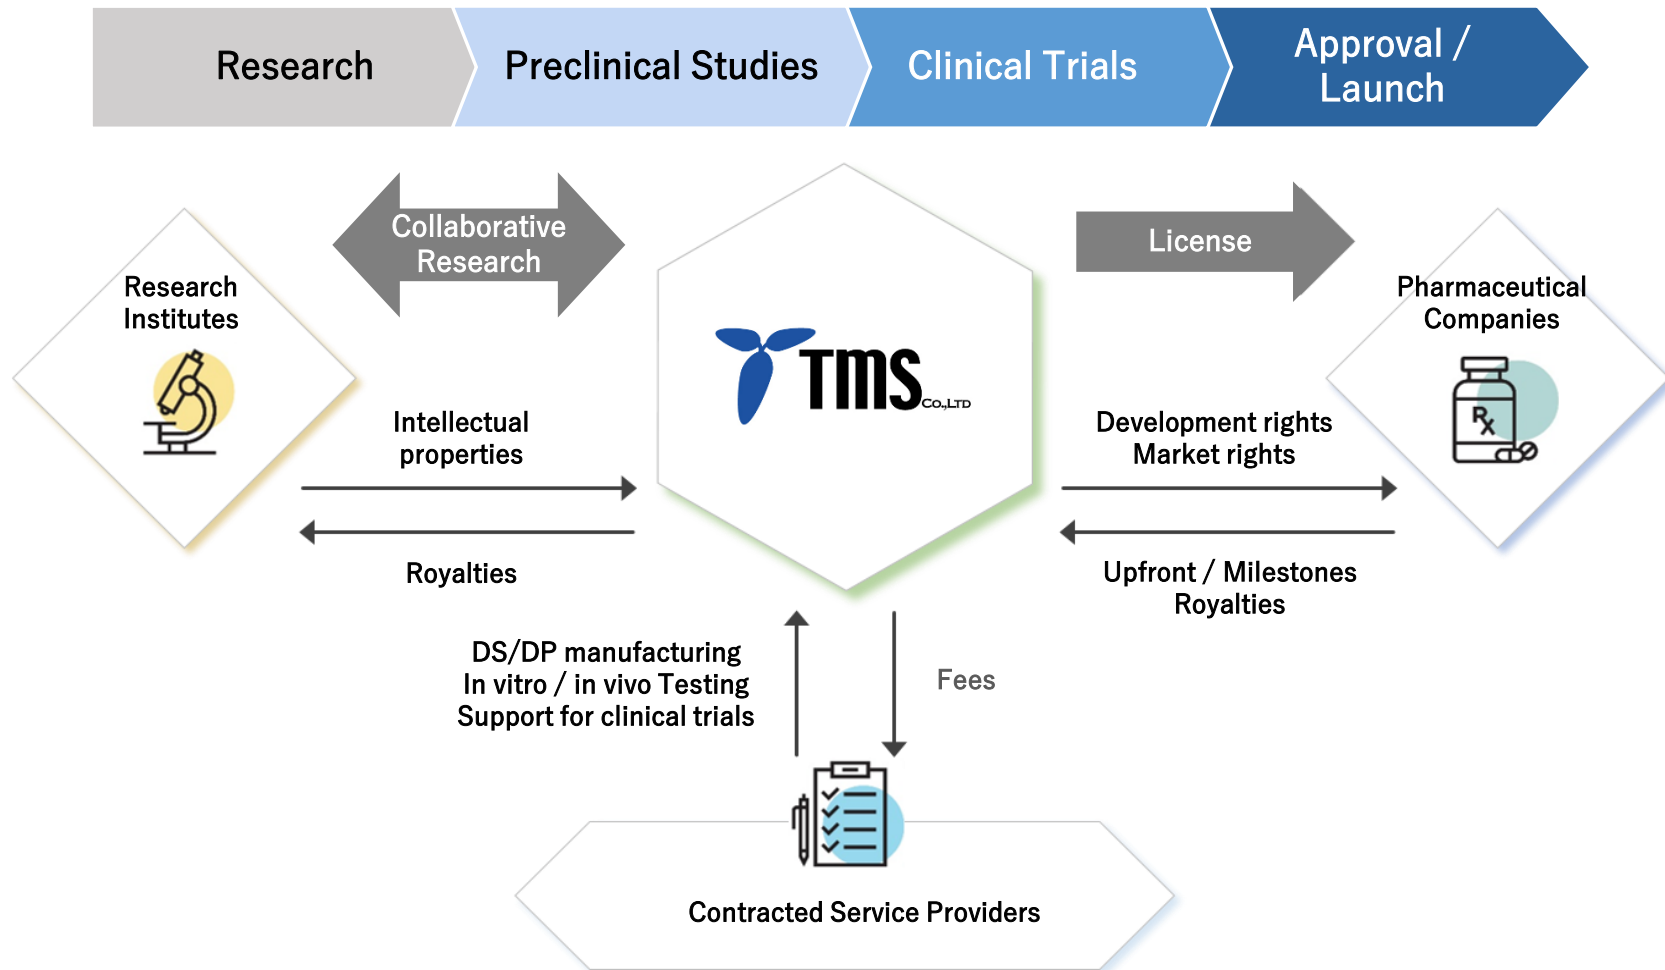 Research
Preclinical Studies
Clinical Trials
Approval /
Launch
Collaborative
Research
License
Research
Institutes
Pharmaceutical
Companies
TMS Co.,LTD
Rx
Intellectual
properties
Development rights
Market rights
Royalties
Upfront / Milestones
Royalties
DS/DP manufacturing
In vitro / in vivo Testing
Support for clinical trials
Fees
Contracted Service Providers